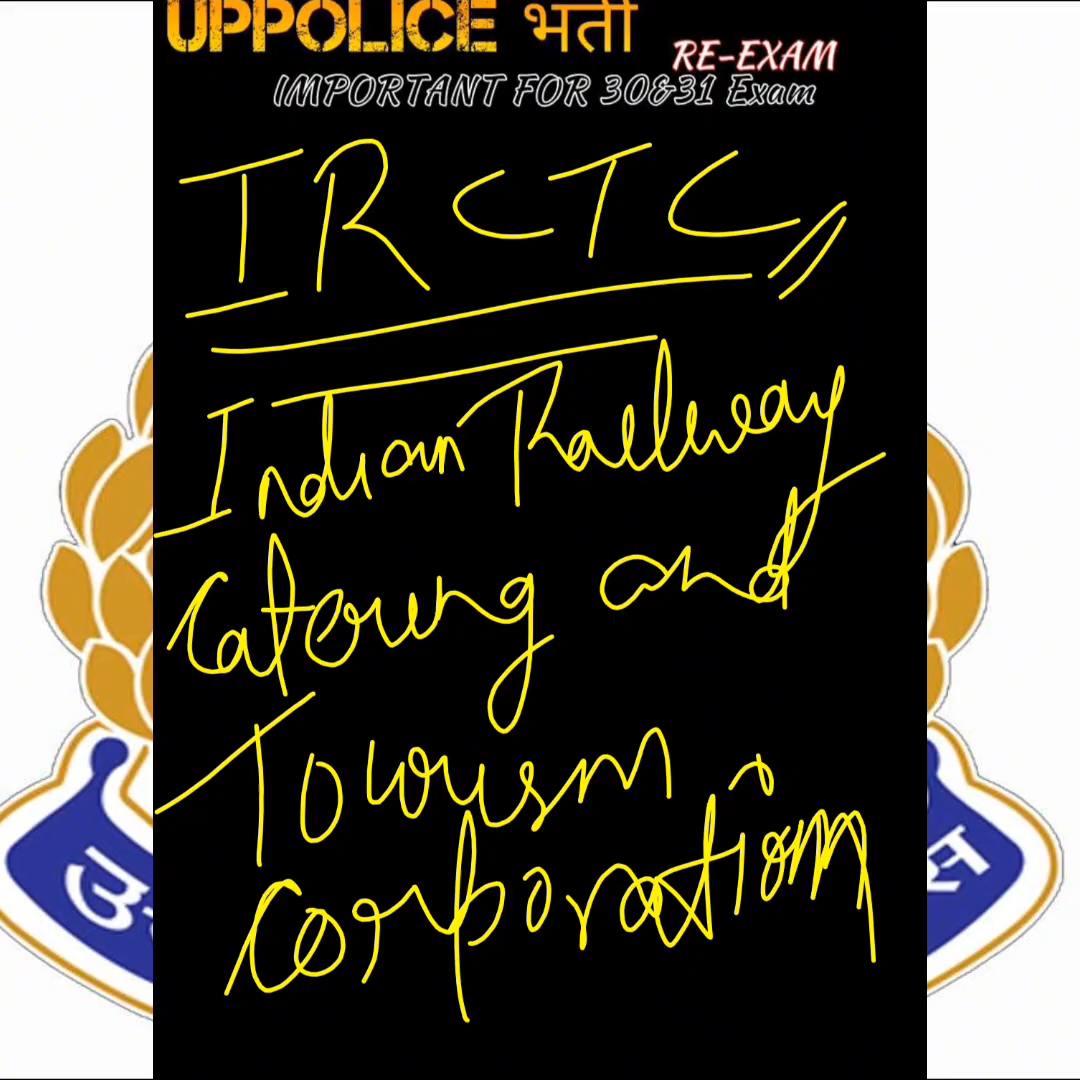 UPPOLICE भर्ती
RE-EXAM
IMPORTANT FOR 30&31 Exam
IRCTC
Indian Railway
Catering and
Tourism
Corporation